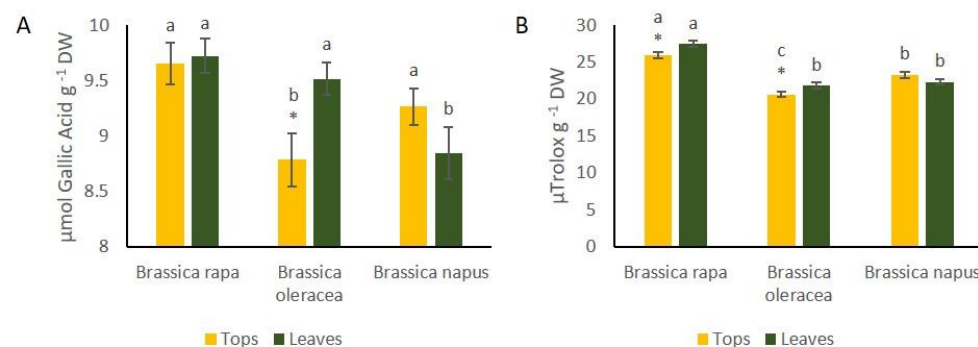 A
µmol Gallic Acid g -1 DW
10
9.5
9
8.5
8
a
a
b
*
a
a
b
Brassica rapa
Brassica
oleracea
Brassica napus
Tops
Leaves
B
µTrolox g -1 DW
30
25
20
15
10
5
0
a
*
a
c
*
b
b
b
Brassica rapa
Brassica
oleracea
Brassica napus
Tops
Leaves